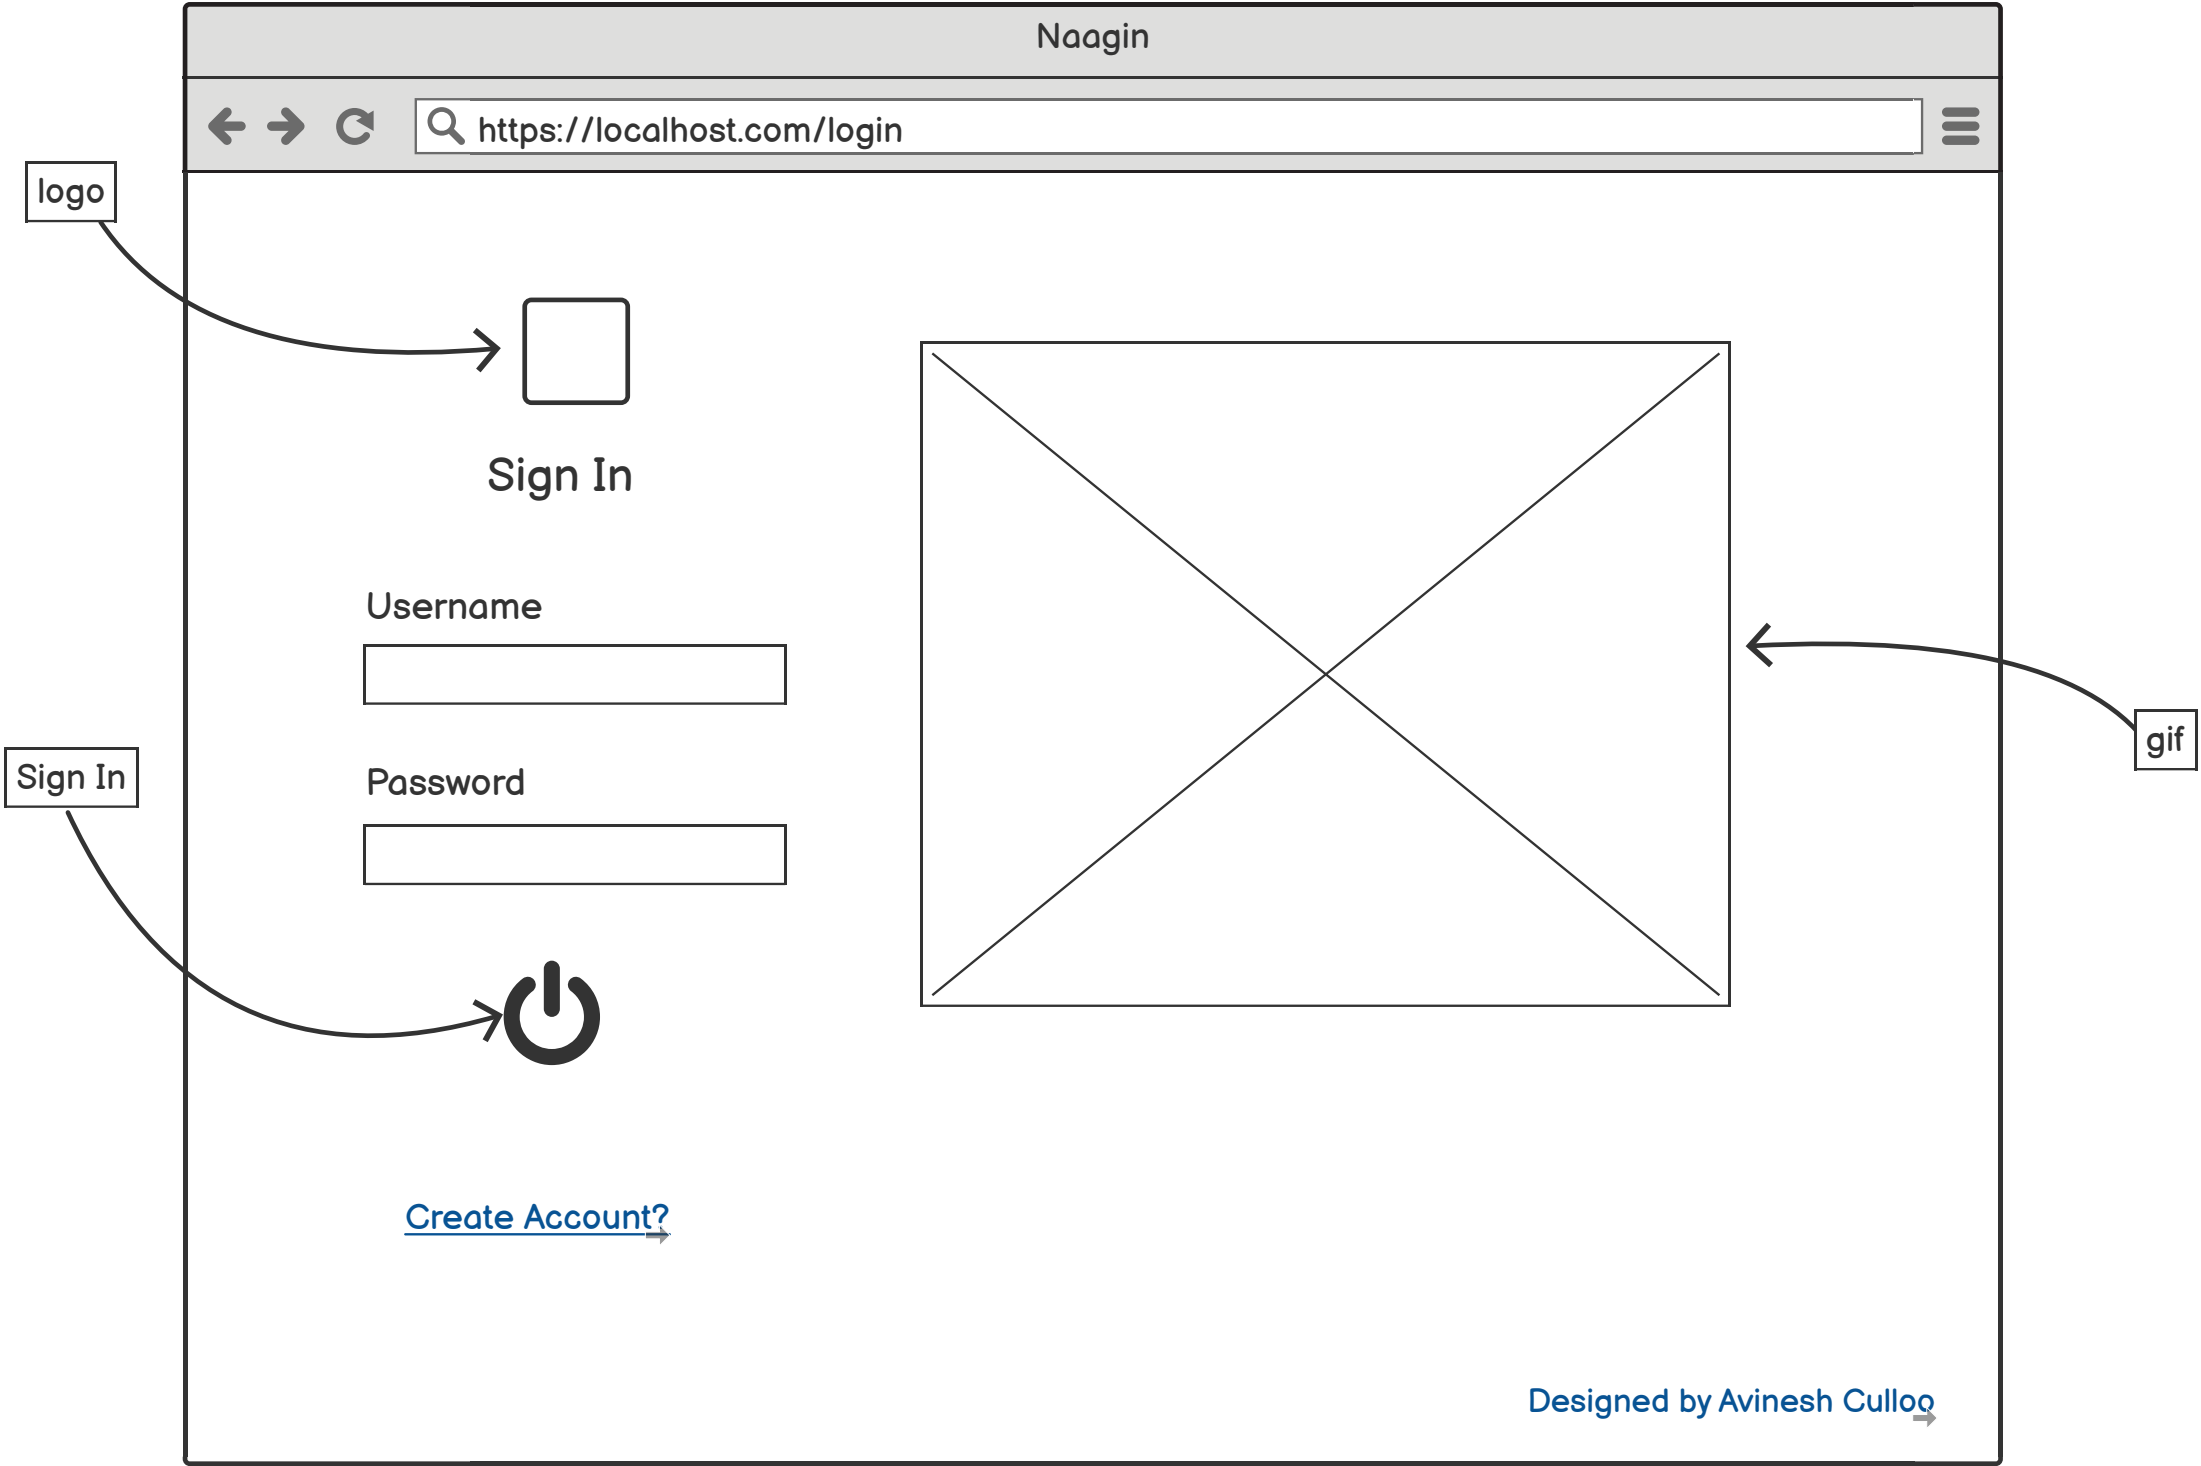 Naagin
https://localhost.com/login
logo
Sign In
Username
Sign In
Password
gif
Create Account?
Designed by Avinesh Culloo